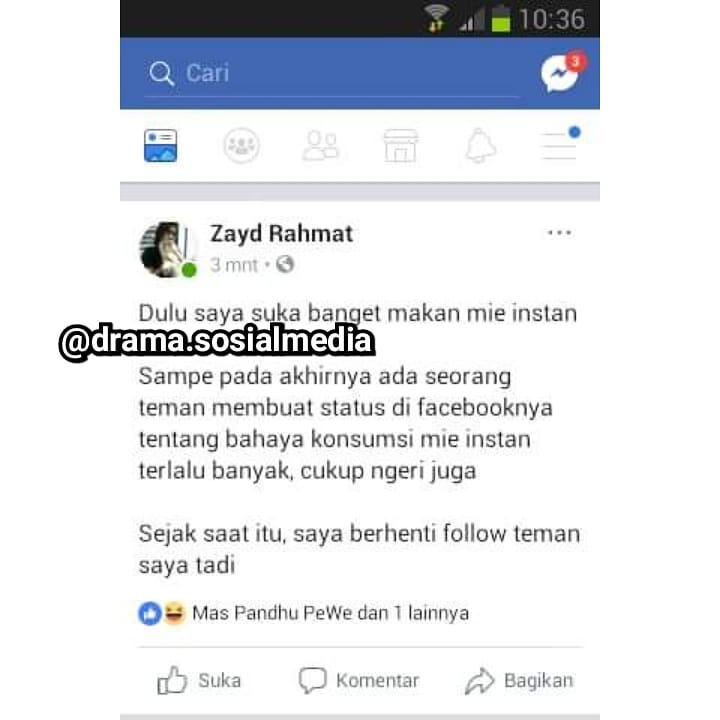 10:36
Cari
3
Zayd Rahmat
3 mnt
Dulu saya suka banget makan mie instan
@drama.sosialmedia
Sampe pada akhirnya ada seorang
teman membuat status di facebooknya
tentang bahaya konsumsi mie instan
terlalu banyak, cukup ngeri juga
Sejak saat itu, saya berhenti follow teman
saya tadi
Mas Pandhu PeWe dan 1 lainnya
Suka Komentar Bagikan